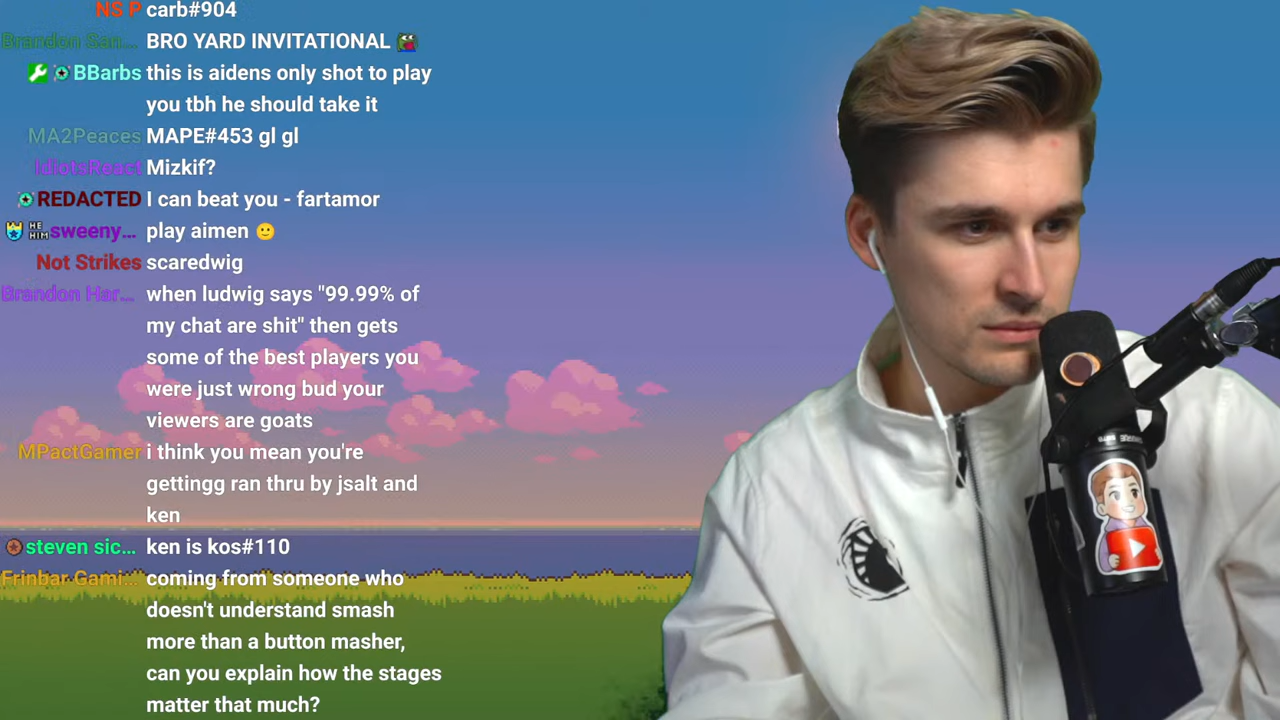 NS P carb#904
Brandon San... BRO YARD INVITATIONAL
BBarbs this is aidens only shot to play
you tbh he should take it
MA2Peaces MAPE#453 gl gl
IdiotsReact Mizkif?
REDACTED I can beat you - fartamor
HE
HIM
sweeny... play aimen 🙂
Not Strikes scaredwig
Brandon Har... when ludwig says "99.99% of
my chat are shit" then gets
some of the best players you
were just wrong bud your
viewers are goats
MPactGamer i think you mean you're
gettingg ran thru by jsalt and
ken
steven sic... ken is kos#110
Frinbar Gami... coming from someone who
doesn't understand smash
more than a button masher,
can you explain how the stages
matter that much?